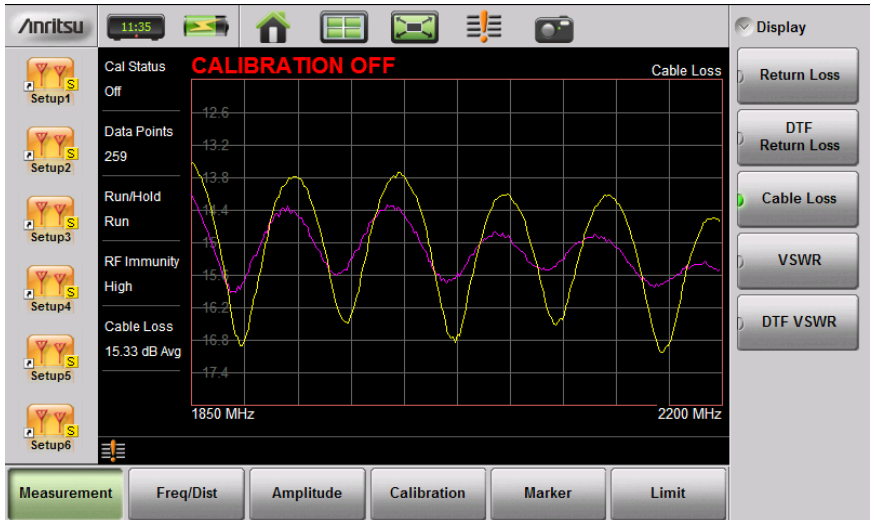 Anritsu
11:35
Display
Setup1
Setup2
Setup3
Setup4
Setup5
Setup6
Cal Status
Off
Data Points
259
Run/Hold
Run
RF Immunity
High
Cable Loss
15.33 dB Avg
CALIBRATION OFF
Cable Loss
12.6
13.2
13.8
14.4
15.6
16.2
16.8
17.4
1850 MHz
2200 MHz
Return Loss
DTF
Return Loss
Cable Loss
VSWR
DTF VSWR
S
S
S
S
S
S
Measurement
Freq/Dist
Amplitude
Calibration
Marker
Limit